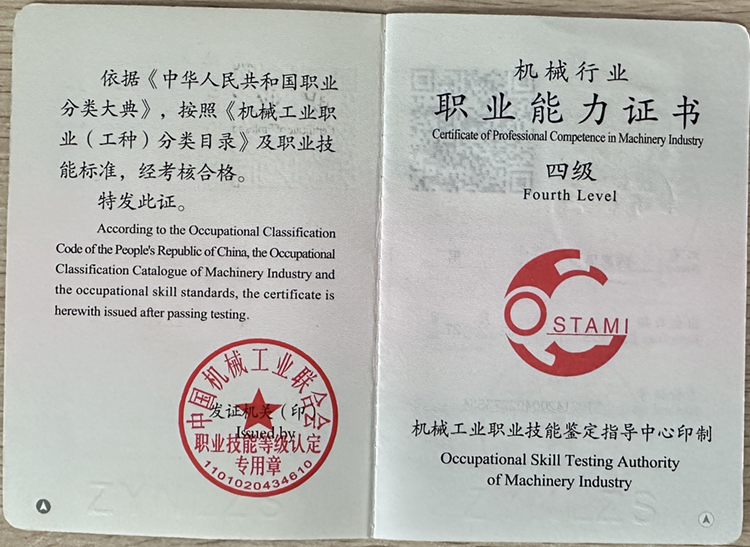 依据《中华人民共和国职业
分类大典》，按照《机械工业职
业（工种）分类目录》及职业技
能标准，经考核合格。
特发此证。
According to the Occupational Classification
Code of the People's Republic of China, the Occupational
Classification Catalogue of Machinery Industry and
the occupational skill standards, the certificate is
herewith issued after passing testing.
中国机械工业联合会
发证机关（印）
Issued by
职业技能等级认定
专用章
1101020434610
机械行业
职业能力证书
Certificate of Professional Competence in Machinery Industry
四级
Fourth Level
OSTAMI
机械工业职业技能鉴定指导中心印制
Occupational Skill Testing Authority
of Machinery Industry